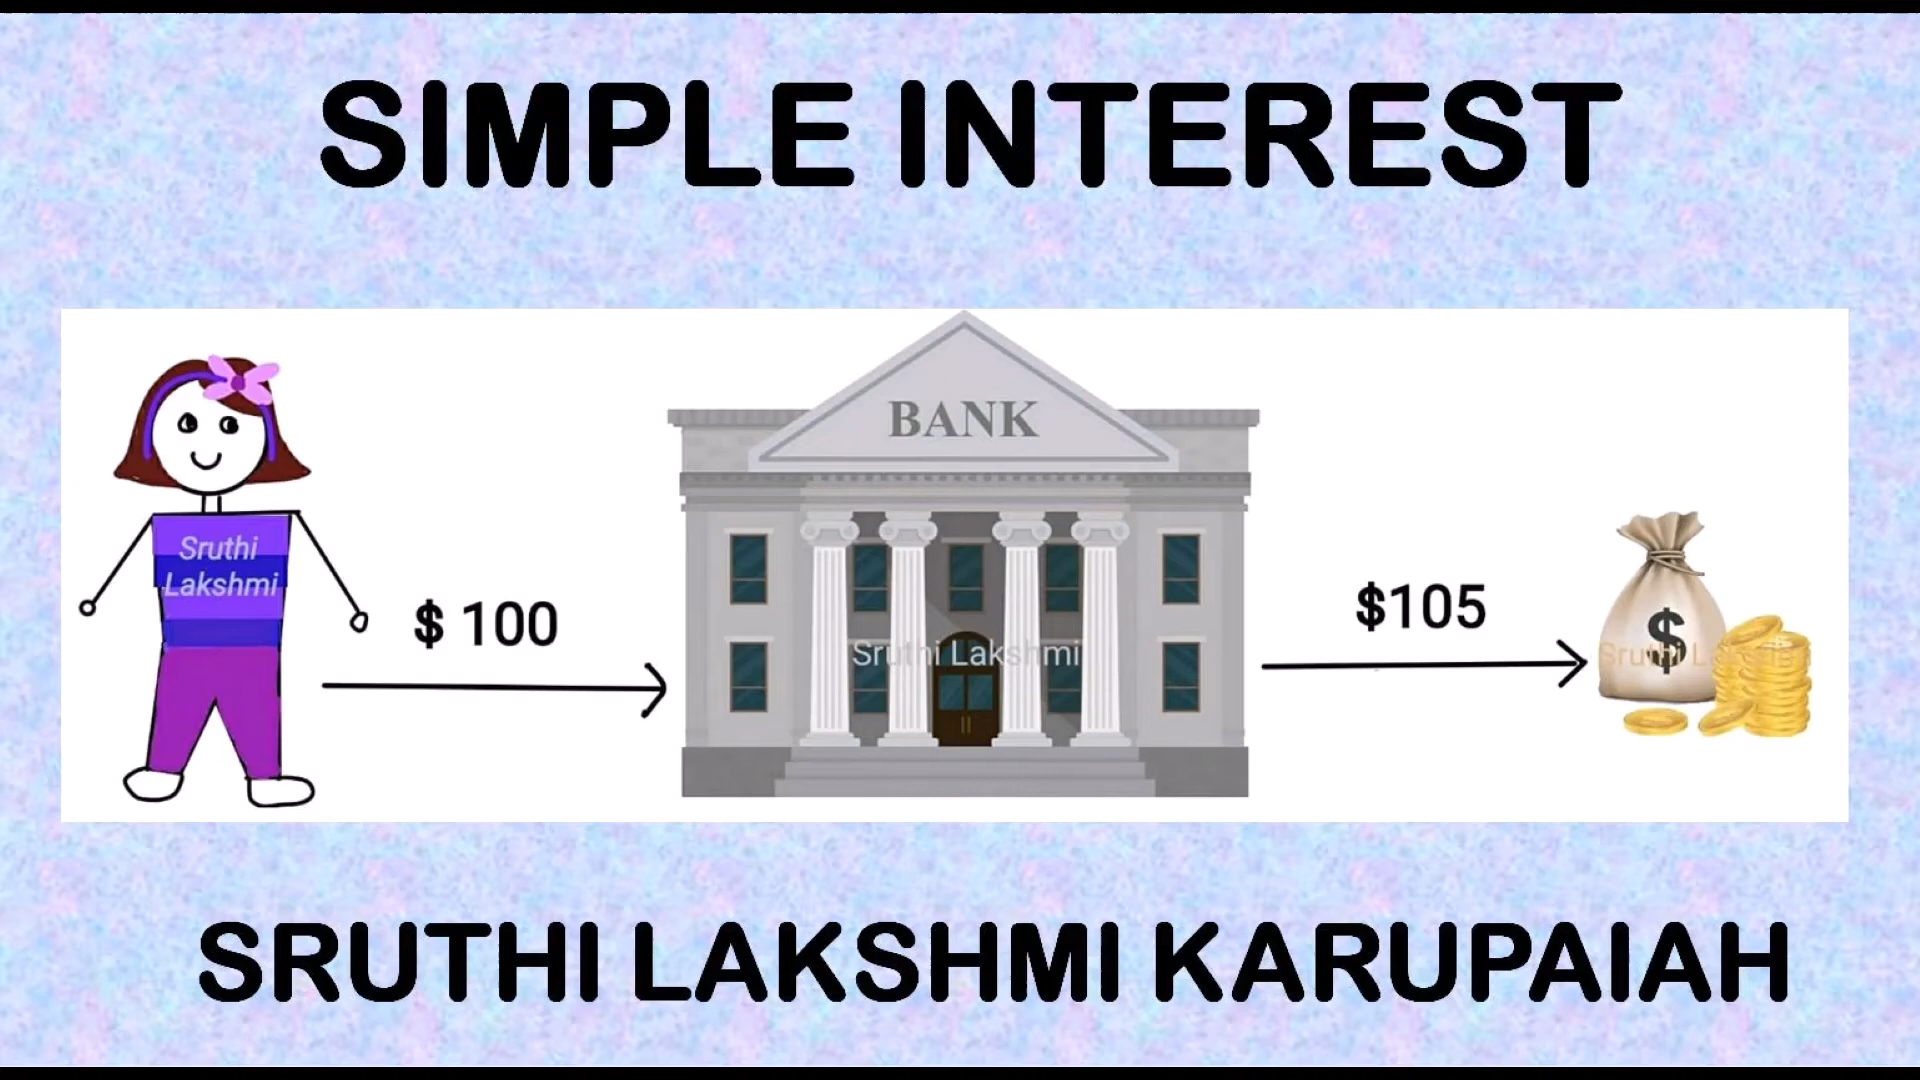 SIMPLE INTEREST
BANK
Sruthi
Lakshmi
$ 100
$105
Sruthi Lakshmi
$
SRUTHI LAKSHMI KARUPAIAH